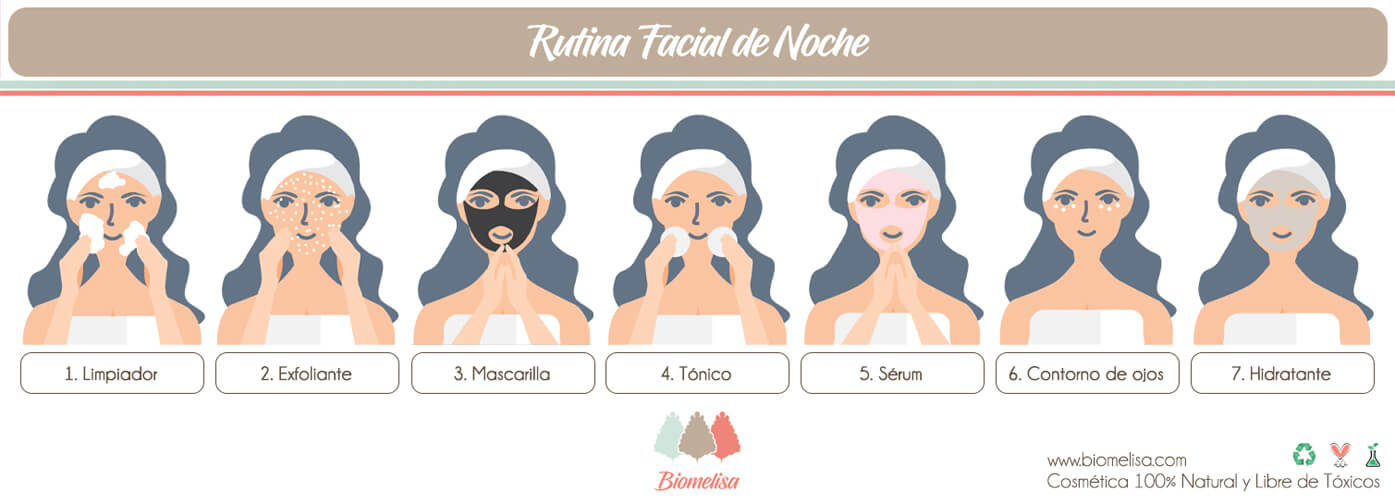 Rutina Facial de Noche
1. Limpiador
2. Exfoliante
3. Mascarilla
4. Tónico
5. Sérum
6. Contorno de ojos
7. Hidratante
Biomelisa
www.biomelisa.com
Cosmética 100% Natural y Libre de Tóxicos